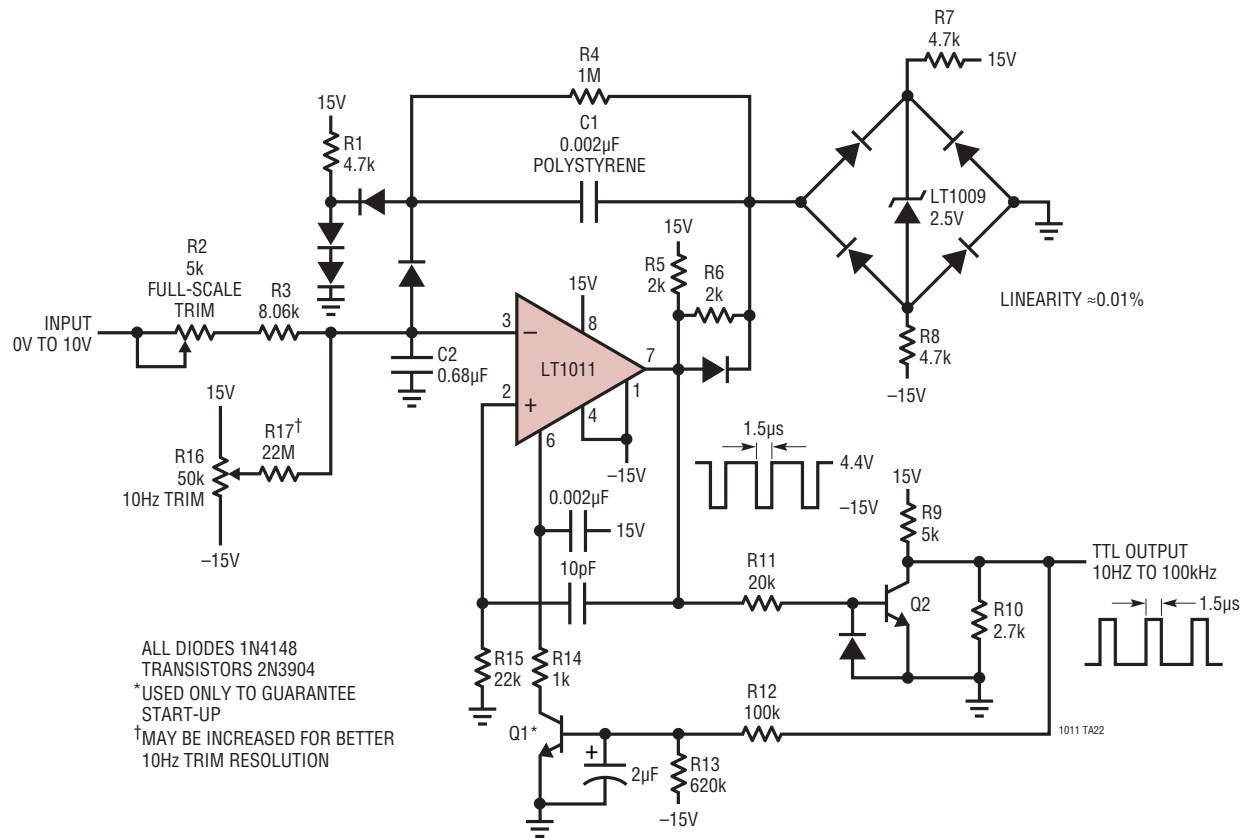 R7
4.7k
15V
R4
1M
C1
0.002µF
POLYSTYRENE
15V
R1
4.7k
LT1009
2.5V
15V
R5
2k
R6
2k
R2
5k
FULL-SCALE
TRIM
R3
8.06k
15V
LINEARITY ≈0.01%
INPUT
0V TO 10V
3
–
8
C2
0.68µF
LT1011
7
R8
4.7k
2
+
1
4
–15V
15V
6
R17†
22M
R16
50k
10Hz TRIM
–15V
–15V
1.5µs
4.4V
–15V
0.002µF
15V
15V
R9
5k
10pF
R11
20k
TTL OUTPUT
10HZ TO 100kHz
Q2
R10
2.7k
1.5µs
ALL DIODES 1N4148
TRANSISTORS 2N3904
*USED ONLY TO GUARANTEE
START-UP
†MAY BE INCREASED FOR BETTER
10Hz TRIM RESOLUTION
R15
22k
R14
1k
R12
100k
Q1*
1011 TA22
+
2µF
R13
620k
–15V